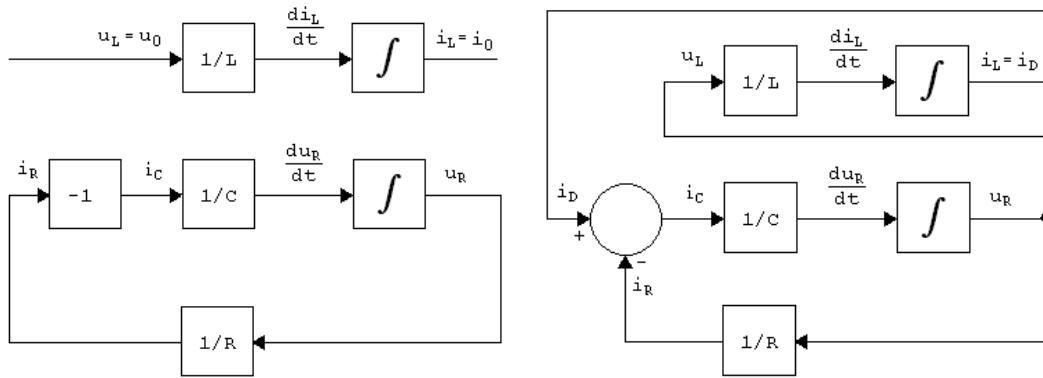 u_L = u_0
1/L
di_L
dt
∫
i_L = i_0
i_R
-1
i_C
1/C
du_R
dt
∫
u_R
1/R
u_L
1/L
di_L
dt
∫
i_L = i_D
i_D
+
-
i_C
1/C
du_R
dt
∫
u_R
i_R
1/R